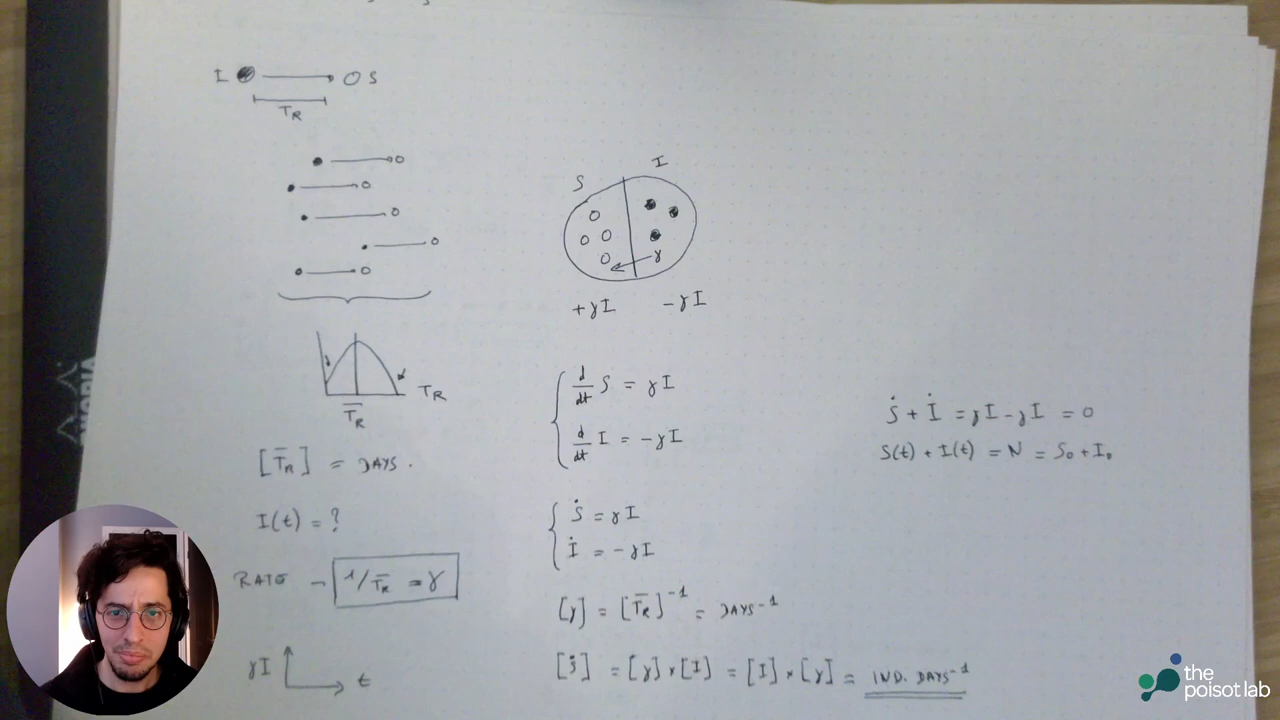 I S
T_R
T_R
T̄_R
[T̄_R] = DAYS.
I(t) = ?
RATE → 1/T̄_R = γ
γI t
S I
γ
+γI -γI
d/dt S = γI
d/dt I = -γI
Ṡ = γI
İ = -γI
[γ] = [T̄_R]⁻¹ = DAYS⁻¹
[Ṡ] = [γ] × [I] = [I] × [γ] = IND. DAYS⁻¹
Ṡ + İ = γI - γI = 0
S(t) + I(t) = N = S₀ + I₀
the
poisot lab